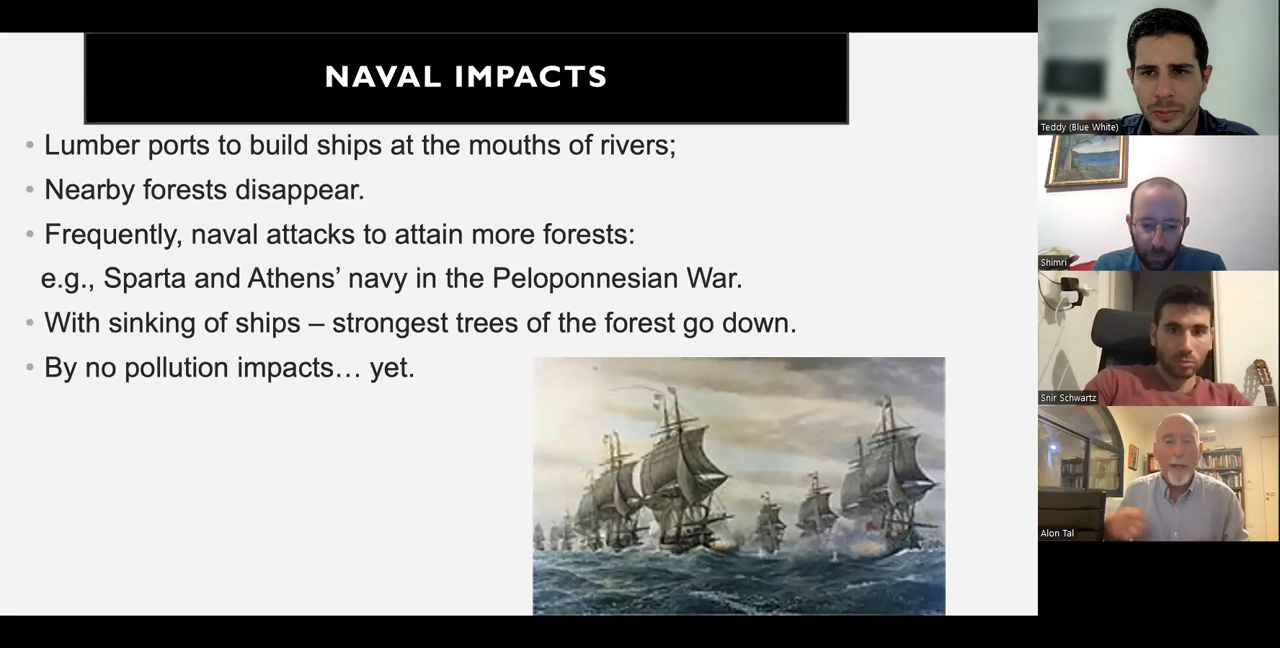 NAVAL IMPACTS
• Lumber ports to build ships at the mouths of rivers;
• Nearby forests disappear.
• Frequently, naval attacks to attain more forests:
e.g., Sparta and Athens’ navy in the Peloponnesian War.
• With sinking of ships – strongest trees of the forest go down.
• By no pollution impacts… yet.
Teddy (Blue White)
Shimri
Snir Schwartz
Alon Tal